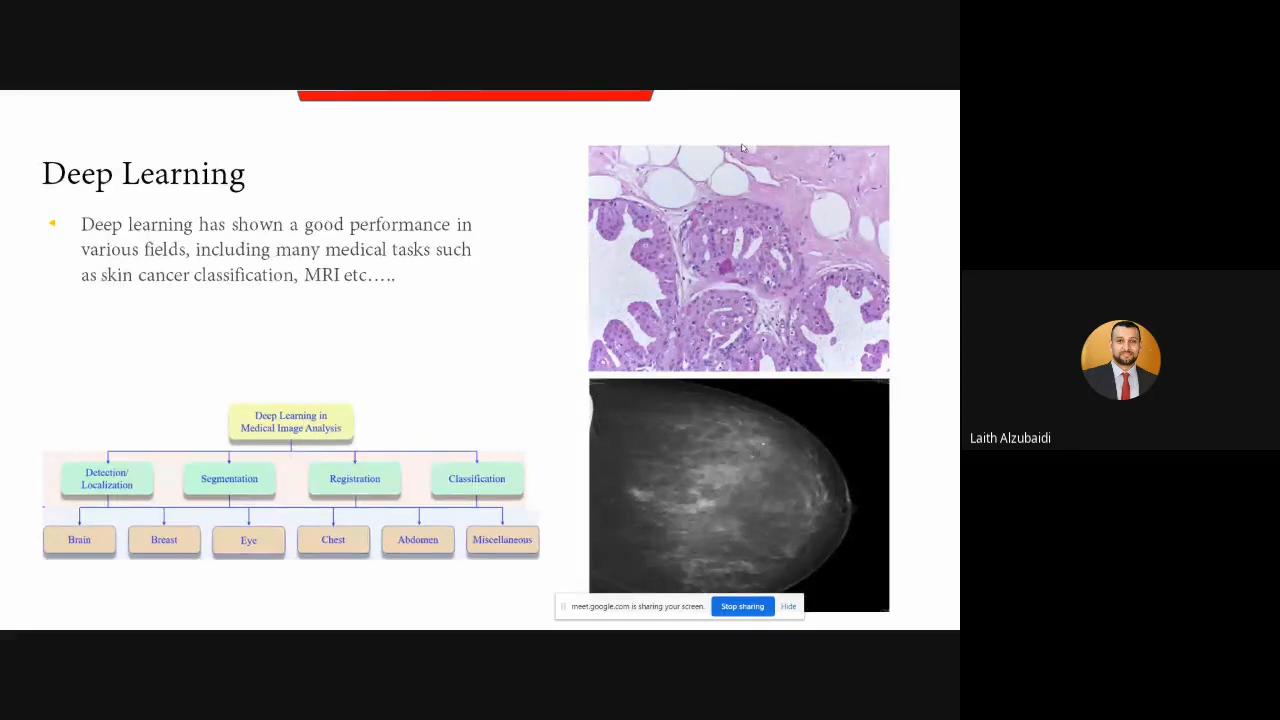 Deep Learning
Deep learning has shown a good performance in
various fields, including many medical tasks such
as skin cancer classification, MRI etc.....
Deep Learning in
Medical Image Analysis
Detection/
Localization
Segmentation
Registration
Classification
Brain
Breast
Eye
Chest
Abdomen
Miscellaneous
meet.google.com is sharing your screen.
Stop sharing
Hide
Laith Alzubaidi